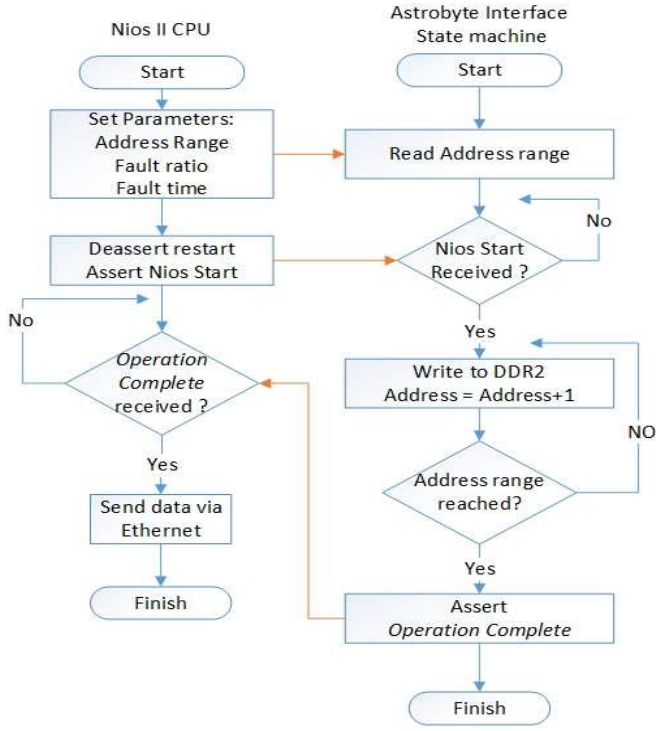 Nios II CPU
Start
Set Parameters:
Address Range
Fault ratio
Fault time
Deassert restart
Assert Nios Start
No
Operation
Complete
received ?
Yes
Send data via
Ethernet
Finish
Astrobyte Interface
State machine
Start
Read Address range
No
Nios Start
Received ?
Yes
Write to DDR2
Address = Address+1
NO
Address range
reached?
Yes
Assert
Operation Complete
Finish